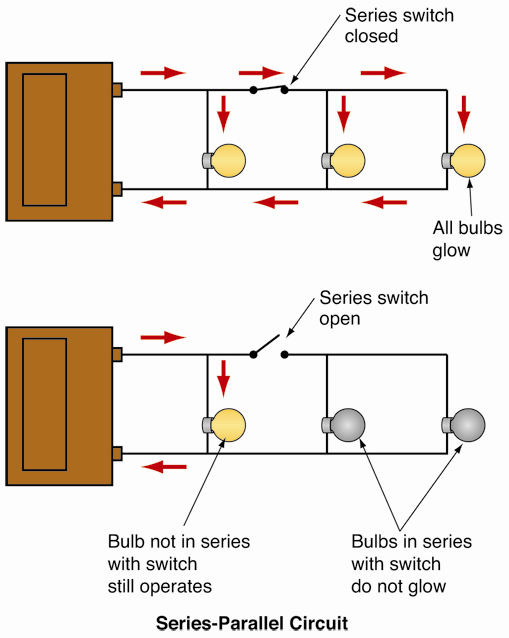 Series switch
closed
All bulbs
glow
Series switch
open
Bulb not in series
with switch
still operates
Bulbs in series
with switch
do not glow
Series-Parallel Circuit